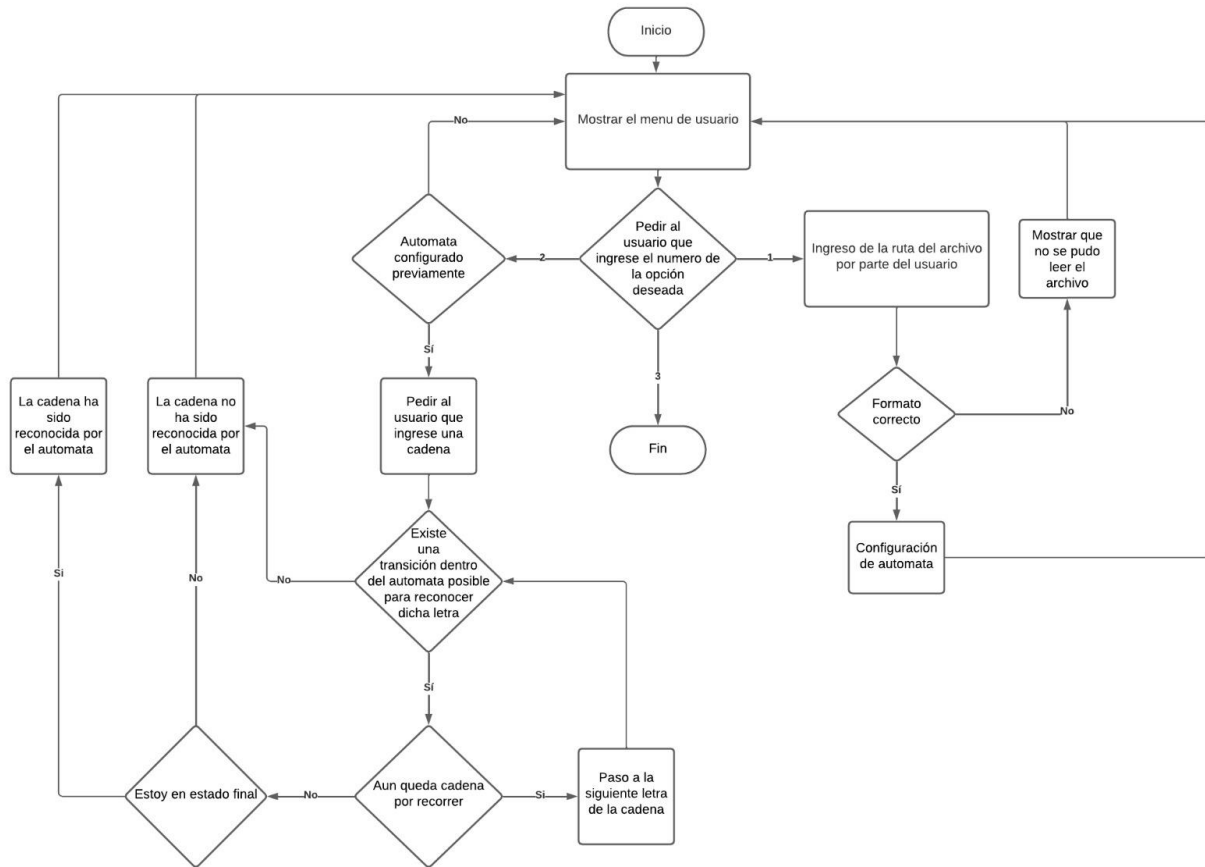 Inicio
Mostrar el menu de usuario
No
Automata
configurado
previamente
2
Pedir al
usuario que
ingrese el numero de
la opción
deseada
1
Ingreso de la ruta del archivo
por parte del usuario
Mostrar que
no se pudo
leer el
archivo
Sí
3
Formato
correcto
No
La cadena ha
sido
reconocida por
el automata
La cadena no
ha sido
reconocida por
el automata
Pedir al
usuario que
ingrese una
cadena
Fin
Sí
Configuración
de automata
Existe
una
transición dentro
del automata posible
para reconocer
dicha letra
No
Si
No
Sí
Estoy en estado final
No
Aun queda cadena
por recorrer
Si
Paso a la
siguiente letra
de la cadena